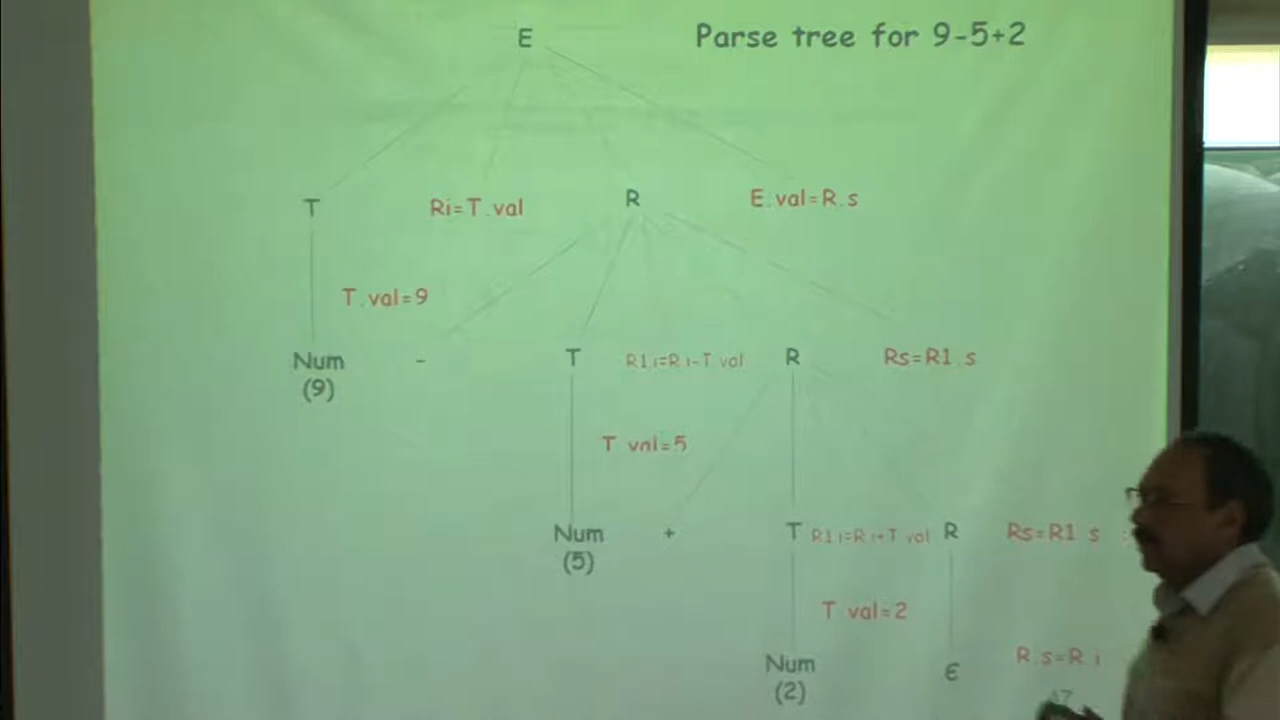 E
Parse tree for 9-5+2
T
Ri=T.val
R
E.val=R.s
T.val=9
Num
(9)
-
T
R1.i=R.i-T.val
R
Rs=R1.s
T val=5
Num
(5)
+
T
R1.i=R.i+T val
R
Rs=R1 s
T val=2
Num
(2)
ϵ
R.s=R.i
47